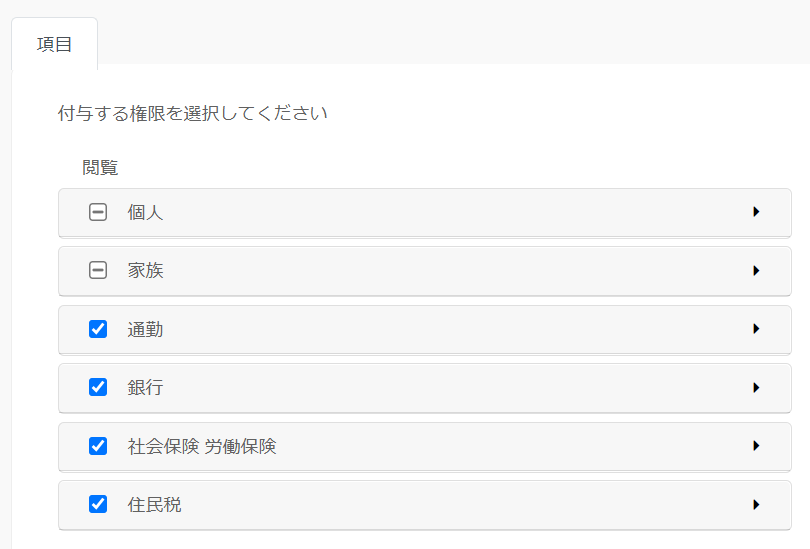 項目
付与する権限を選択してください
閲覧
個人
家族
通勤
銀行
社会保険 労働保険
住民税